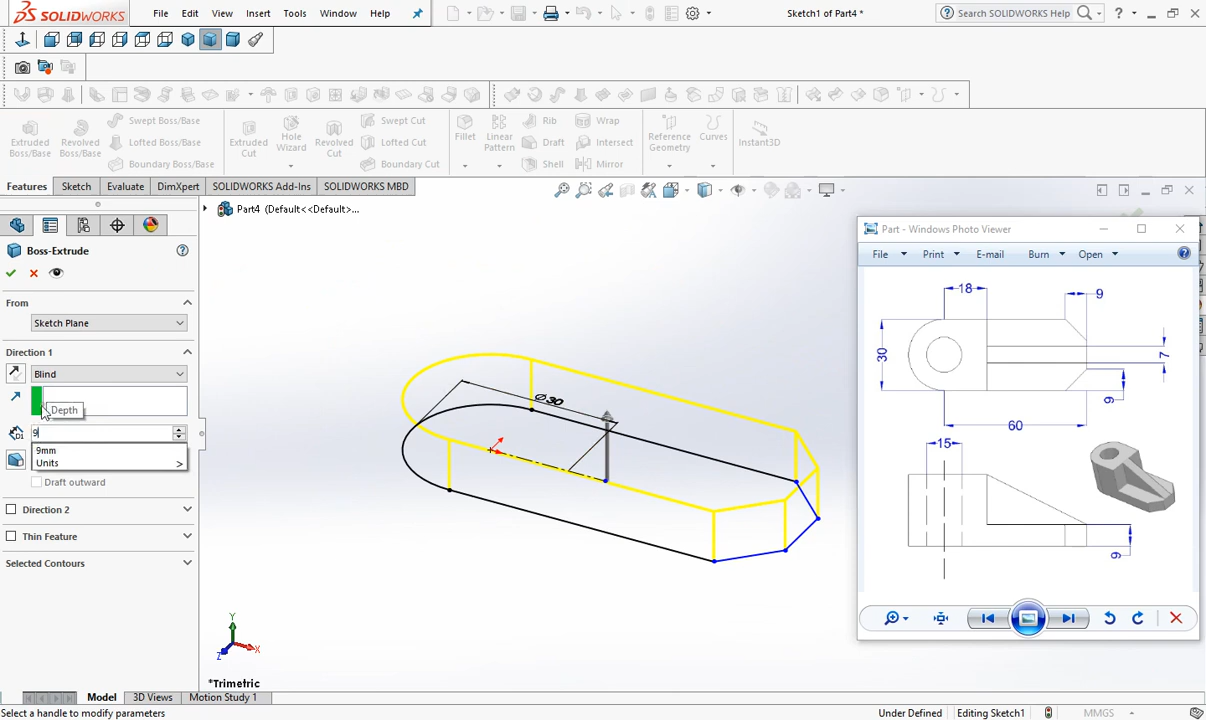 SOLIDWORKS File Edit View Insert Tools Window Help Sketch1 of Part4 * Search SOLIDWORKS Help
Extruded Boss/Base
Revolved Boss/Base
Swept Boss/Base
Lofted Boss/Base
Boundary Boss/Base
Extruded Cut
Hole Wizard
Revolved Cut
Swept Cut
Lofted Cut
Boundary Cut
Fillet
Linear Pattern
Rib
Draft
Shell
Wrap
Intersect
Mirror
Reference Geometry
Curves
Instant3D
Features Sketch Evaluate DimXpert SOLIDWORKS Add-Ins SOLIDWORKS MBD
Part4 (Default<<Default>...
Boss-Extrude
From
Sketch Plane
Direction 1
Blind
Depth
D1
9
9mm
Units >
Draft outward
Direction 2
Thin Feature
Selected Contours
Ø30
Y
X
Z
*Trimetric
Part - Windows Photo Viewer
File Print E-mail Burn Open
18
9
30
7
9
60
15
9
Model 3D Views Motion Study 1
Select a handle to modify parameters Under Defined Editing Sketch1 MMGS